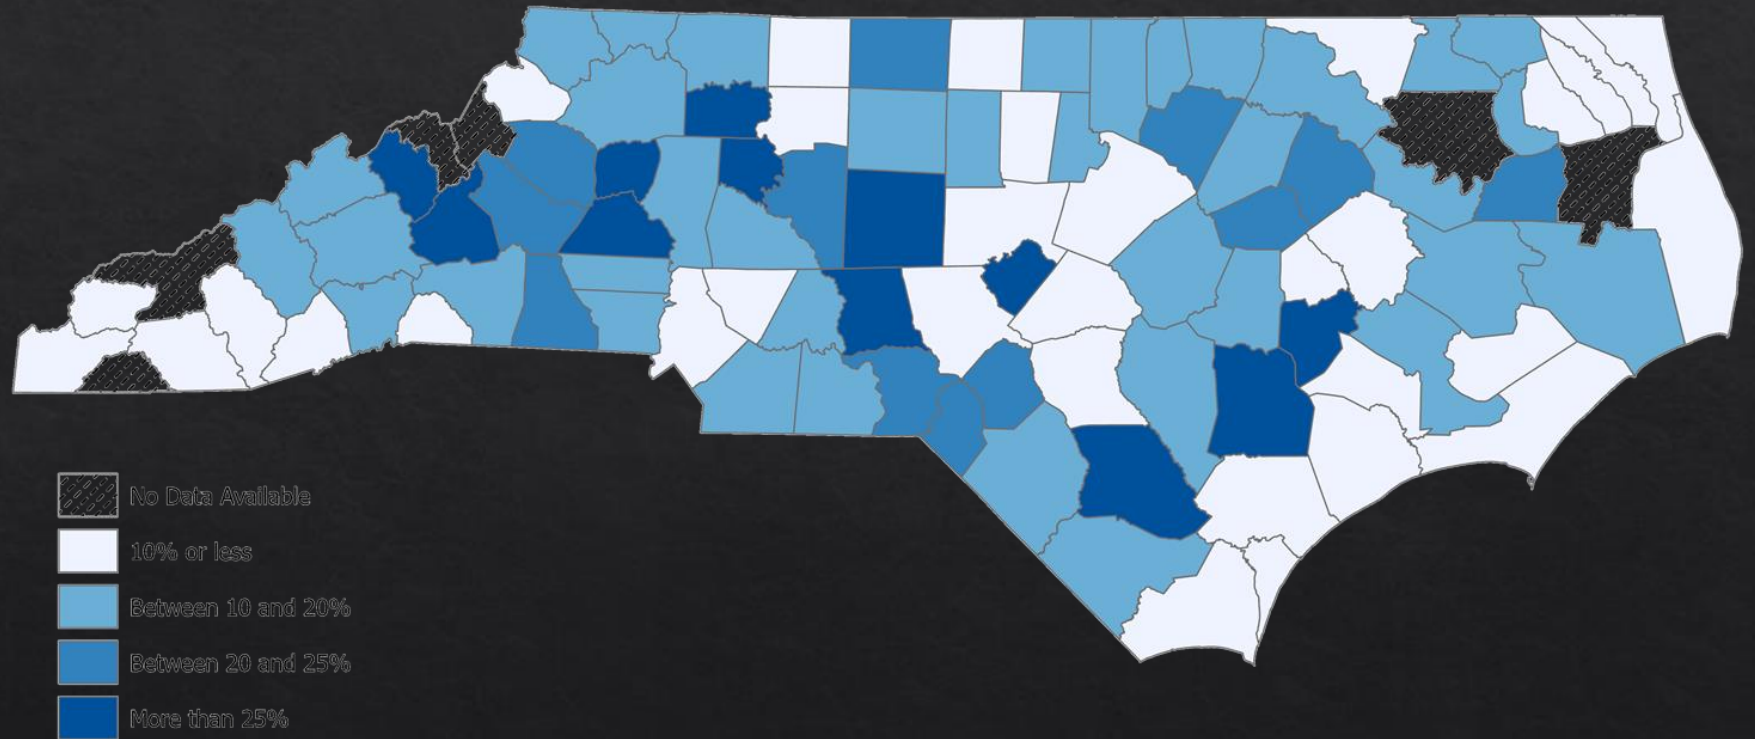 No Data Available
10% or less
Between 10 and 20%
Between 20 and 25%
More than 25%